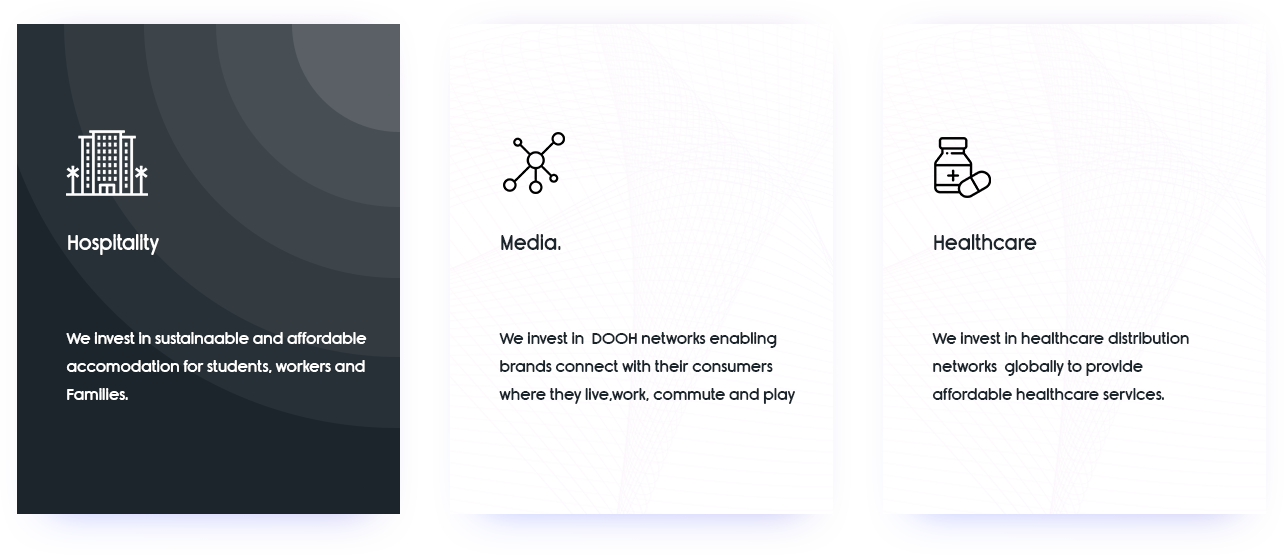 Hospitality
We invest in sustainaable and affordable
accomodation for students, workers and
Families.
Media.
We invest in  DOOH networks enabling
brands connect with their consumers
where they live,work, commute and play
Healthcare
We invest in healthcare distribution
networks  globally to provide
affordable healthcare services.